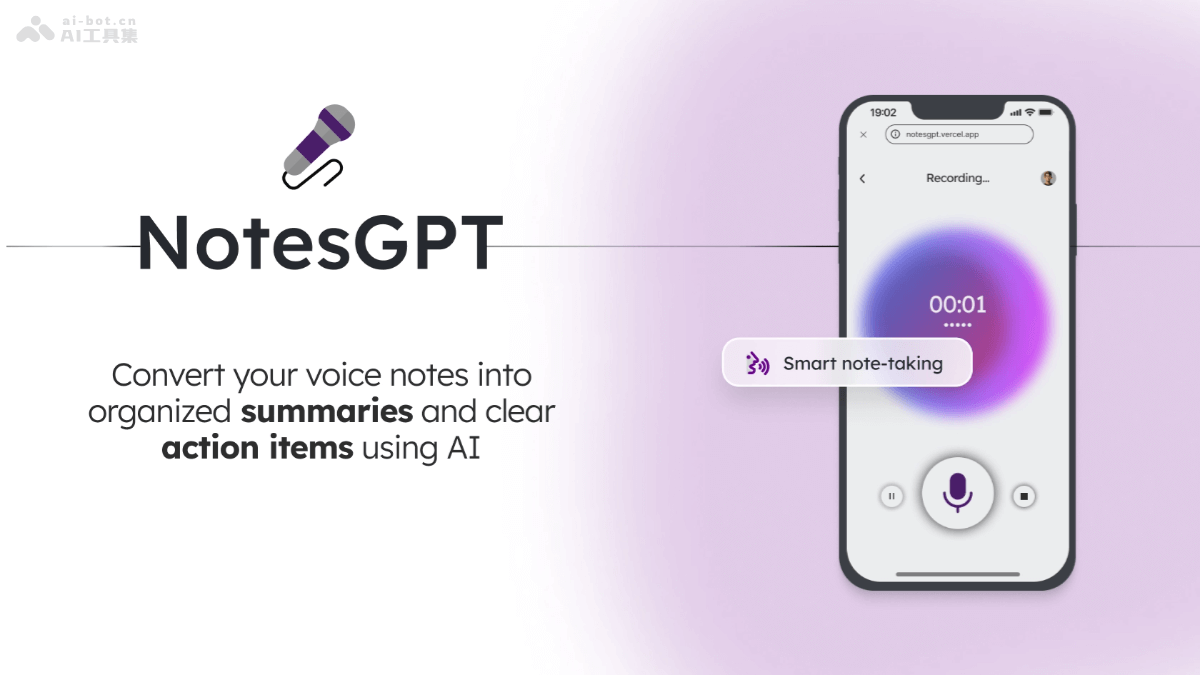 ai-bot.cn
AI工具集
NotesGPT
Convert your voice notes into
organized summaries and clear
action items using AI
19:02
notesgpt.vercel.app
Recording...
00:01
Smart note-taking